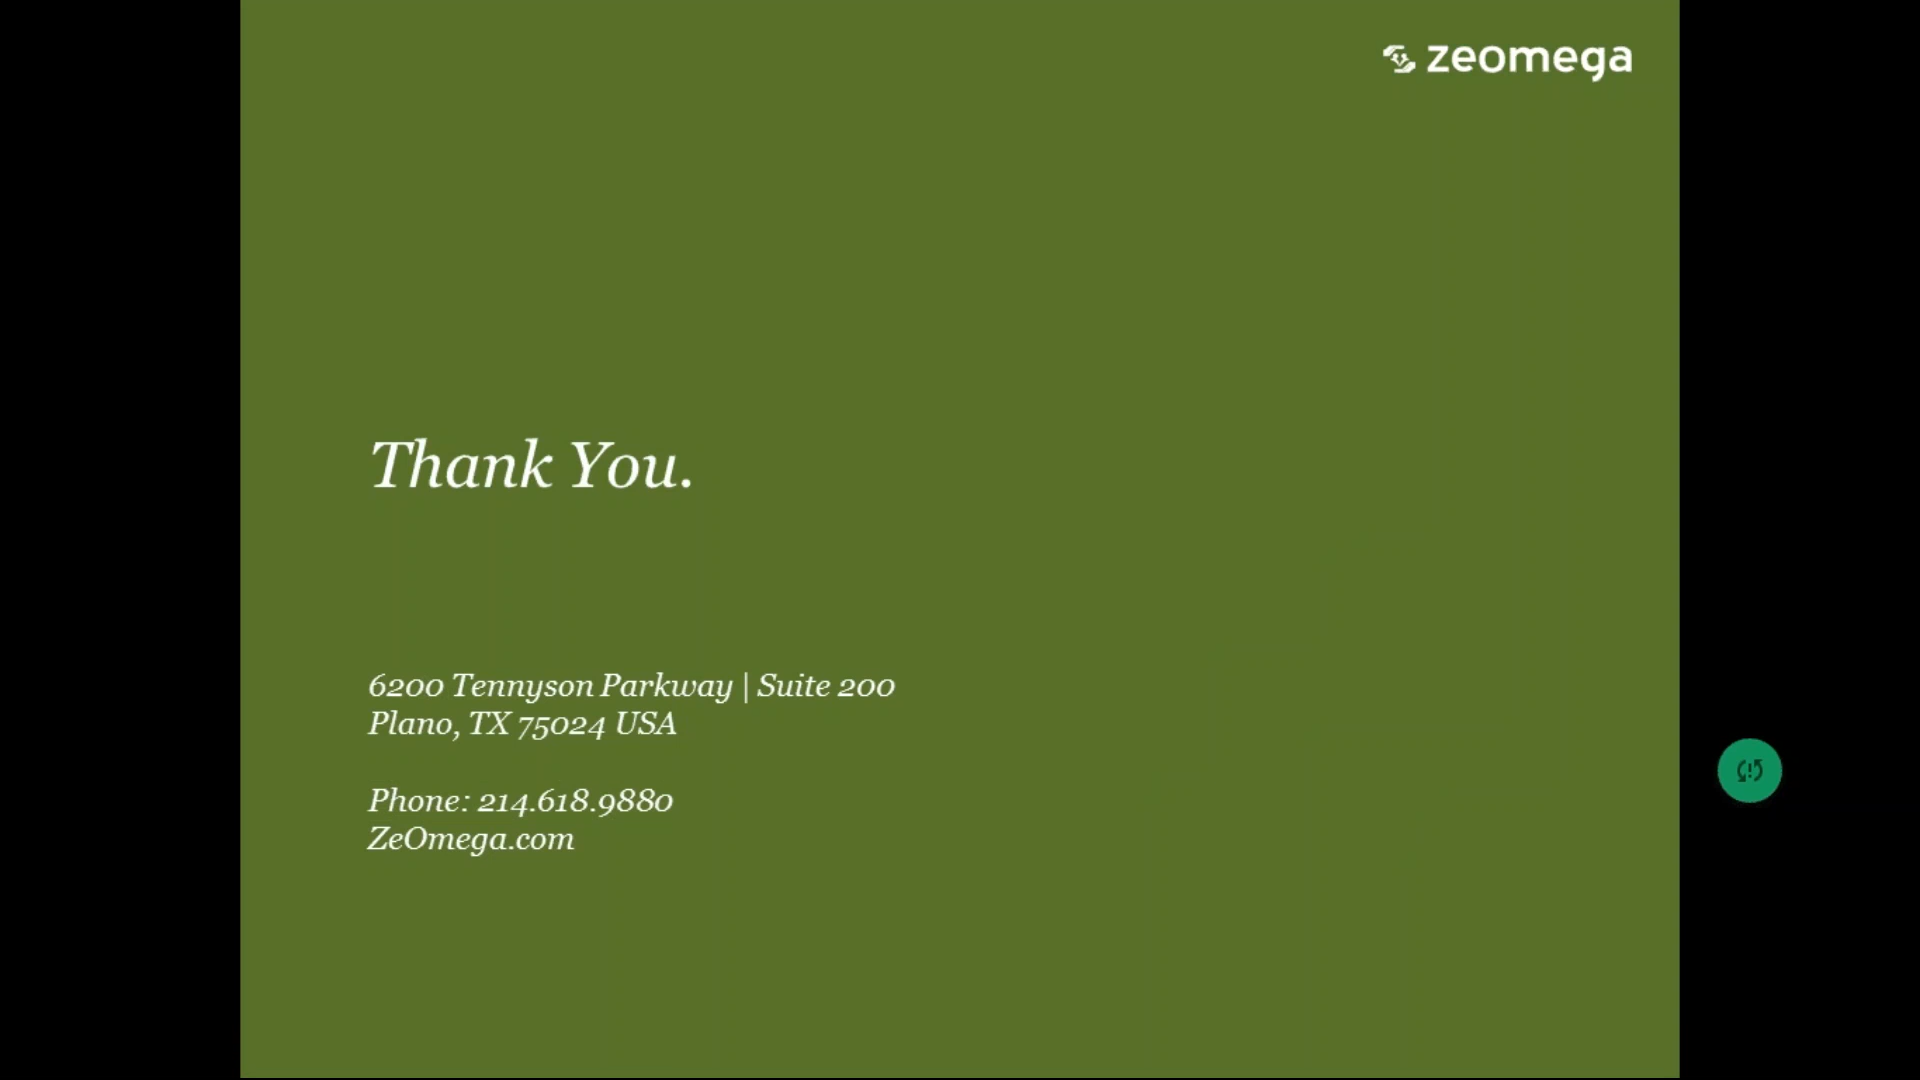 zeomega
Thank You.
6200 Tennyson Parkway | Suite 200
Plano, TX 75024 USA
Phone: 214.618.9880
ZeOmega.com